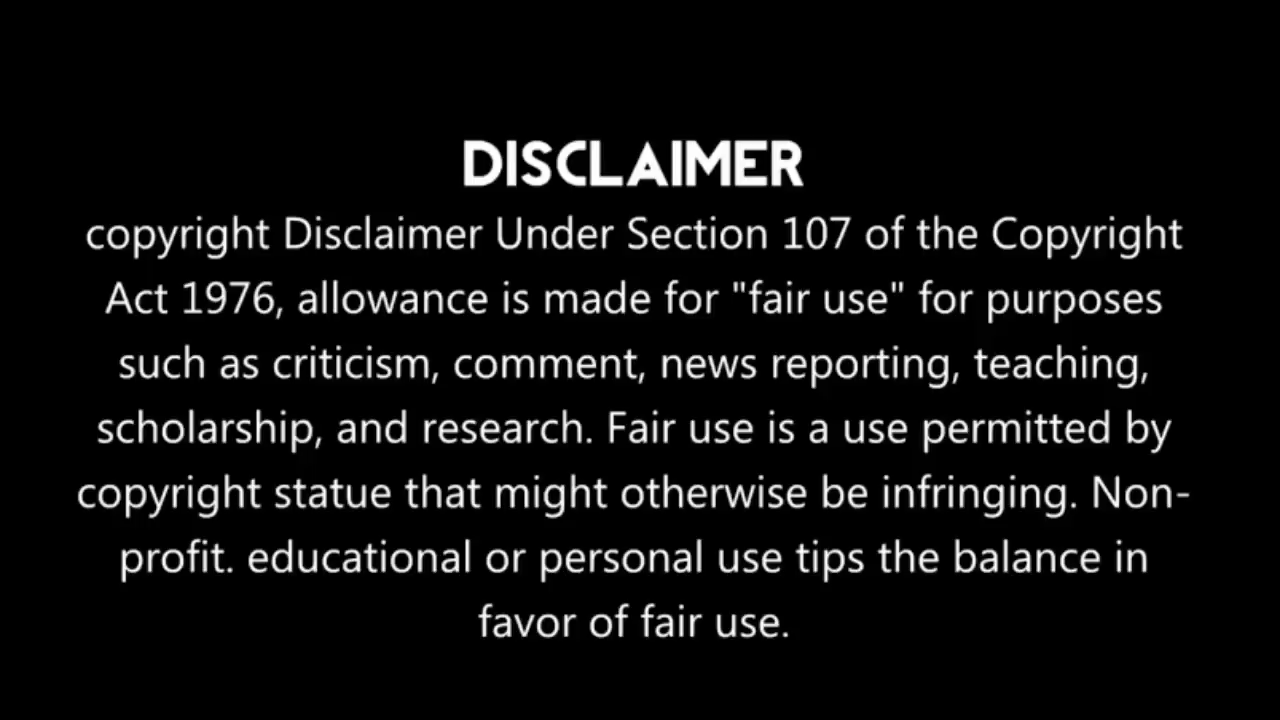 DISCLAIMER
copyright Disclaimer Under Section 107 of the Copyright
Act 1976, allowance is made for "fair use" for purposes
such as criticism, comment, news reporting, teaching,
scholarship, and research. Fair use is a use permitted by
copyright statue that might otherwise be infringing. Non-
profit. educational or personal use tips the balance in
favor of fair use.